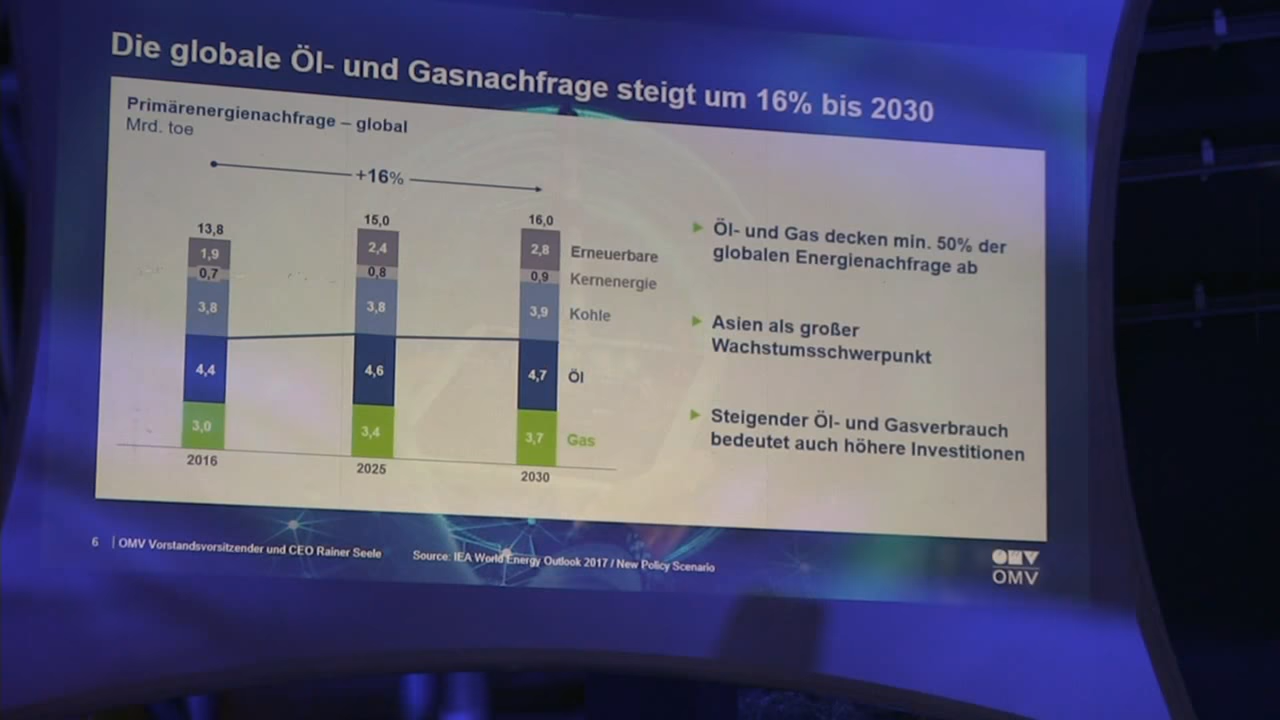 Die globale Öl- und Gasnachfrage steigt um 16% bis 2030
Primärenergienachfrage – global
Mrd. toe
+16%
13,8
15,0
16,0
1,9
2,4
2,8
Erneuerbare
0,7
0,8
0,9
Kernenergie
3,8
3,8
3,9
Kohle
4,4
4,6
4,7
Öl
3,0
3,4
3,7
Gas
2016
2025
2030
Öl- und Gas decken min. 50% der
globalen Energienachfrage ab
Asien als großer
Wachstumsschwerpunkt
Steigender Öl- und Gasverbrauch
bedeutet auch höhere Investitionen
6 | OMV Vorstandsvorsitzender und CEO Rainer Seele
Source: IEA World Energy Outlook 2017 / New Policy Scenario
OMV
OMV